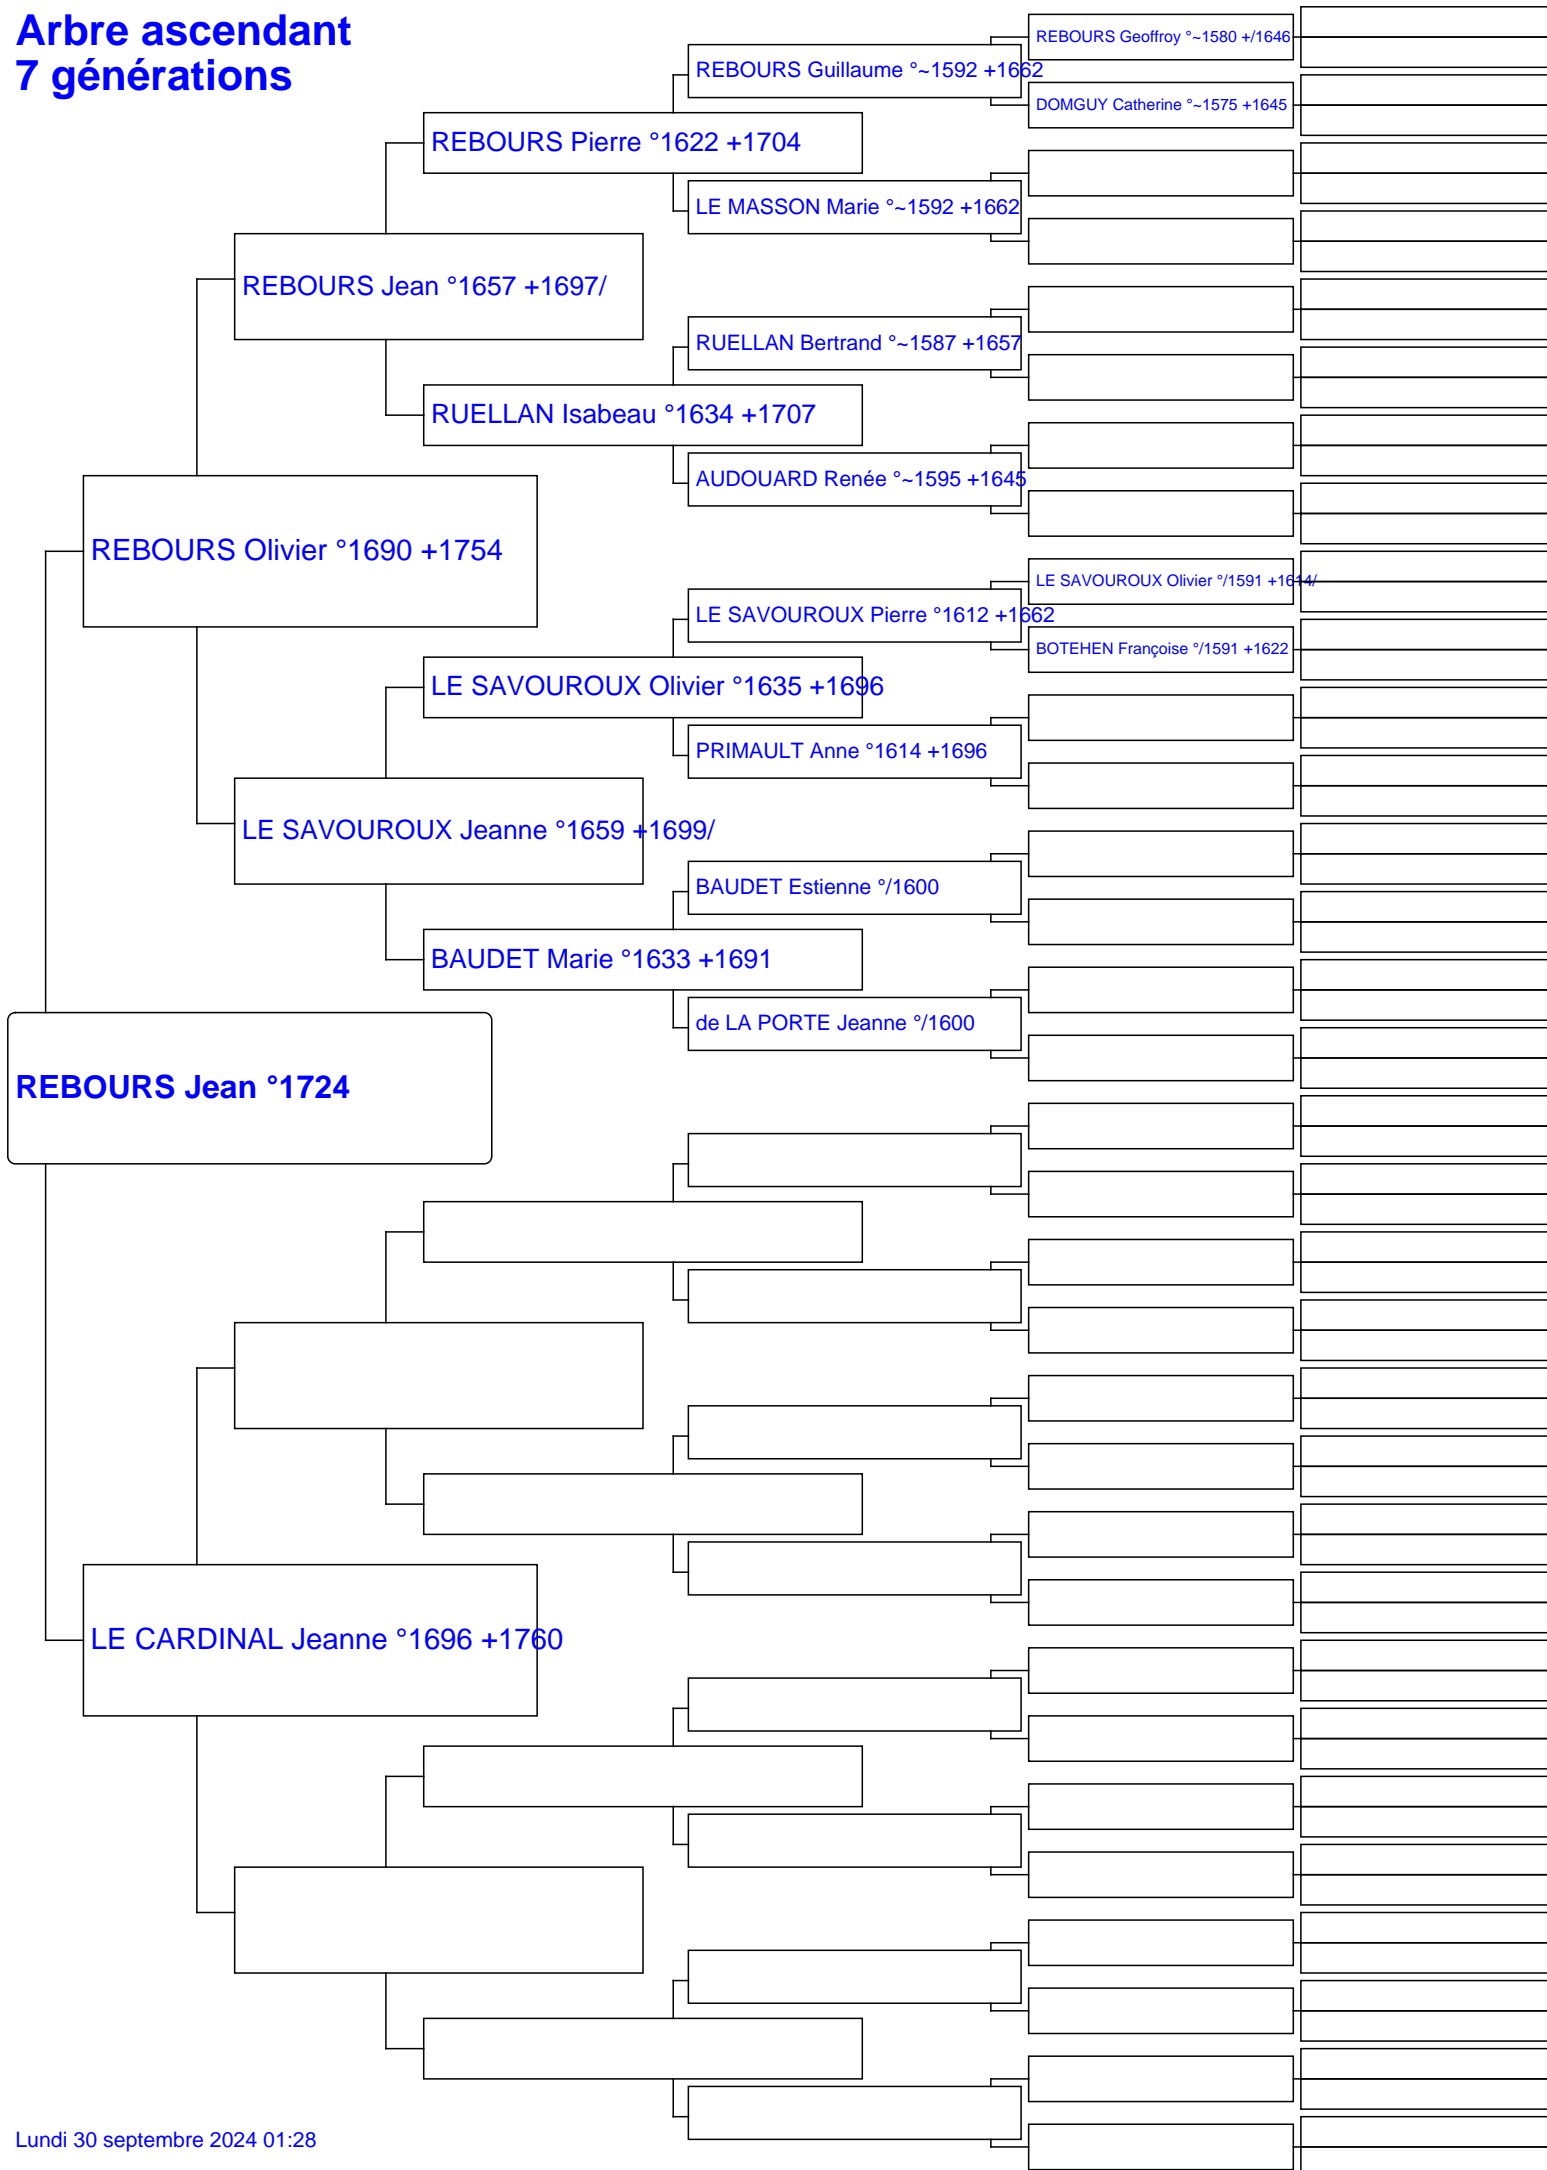 Arbre ascendant
7 générations
REBOURS Geoffroy °~1580 +/1646
REBOURS Guillaume °~1592 +1662
DOMGUY Catherine °~1575 +1645
REBOURS Pierre °1622 +1704
LE MASSON Marie °~1592 +1662
REBOURS Jean °1657 +1697/
RUELLAN Bertrand °~1587 +1657
RUELLAN Isabeau °1634 +1707
AUDOUARD Renée °~1595 +1645
REBOURS Olivier °1690 +1754
LE SAVOUROUX Olivier °/1591 +1614/
LE SAVOUROUX Pierre °1612 +1662
BOTEHEN Françoise °/1591 +1622
LE SAVOUROUX Olivier °1635 +1696
PRIMAULT Anne °1614 +1696
LE SAVOUROUX Jeanne °1659 +1699/
BAUDET Estienne °/1600
BAUDET Marie °1633 +1691
de LA PORTE Jeanne °/1600
REBOURS Jean °1724
LE CARDINAL Jeanne °1696 +1760
Lundi 30 septembre 2024 01:28